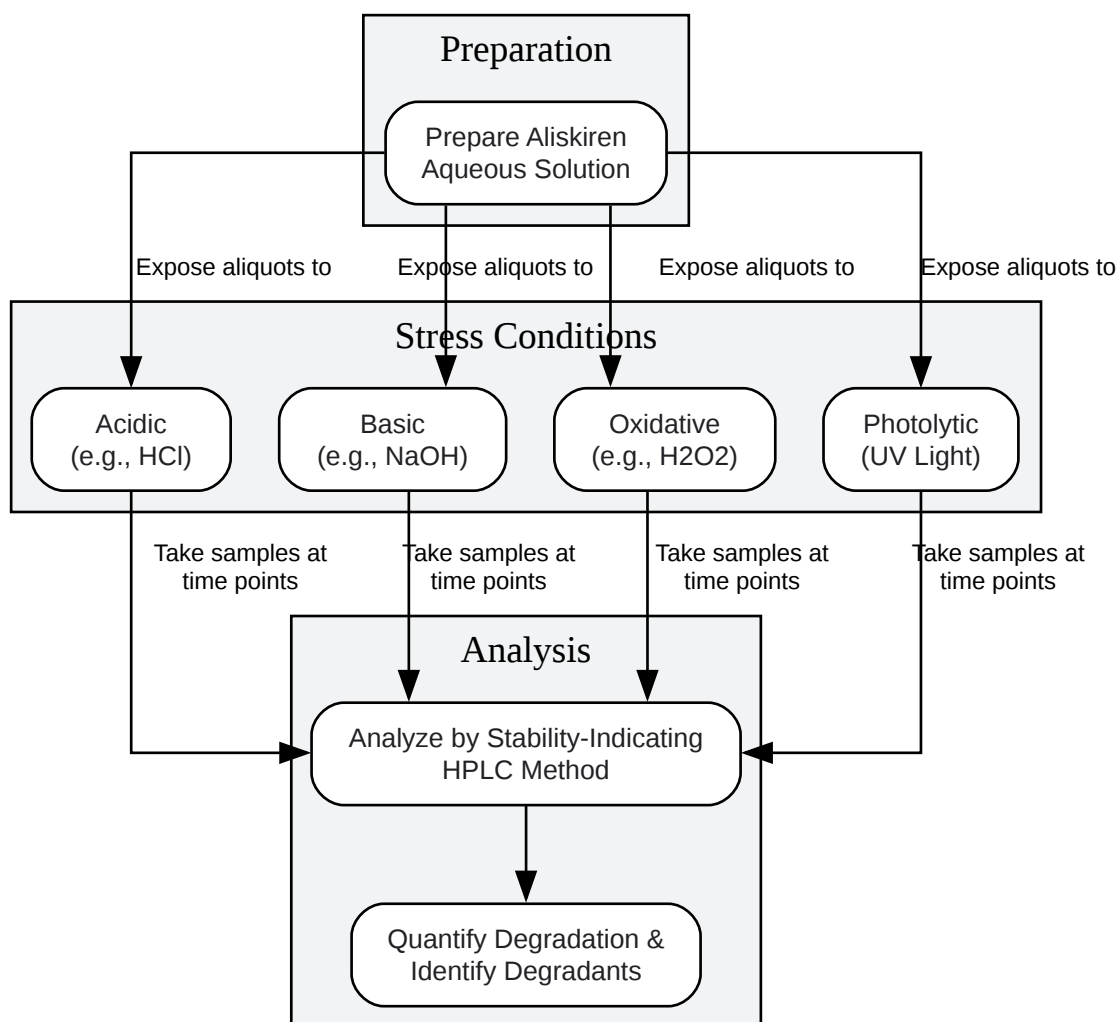 Preparation
Prepare Aliskiren
Aqueous Solution
Expose aliquots to
Expose aliquots to
Expose aliquots to
Expose aliquots to
Stress Conditions
Acidic
(e.g., HCl)
Basic
(e.g., NaOH)
Oxidative
(e.g., H2O2)
Photolytic
(UV Light)
Take samples at
time points
Take samples at
time points
Take samples at
time points
Take samples at
time points
Analysis
Analyze by Stability-Indicating
HPLC Method
Quantify Degradation &
Identify Degradants